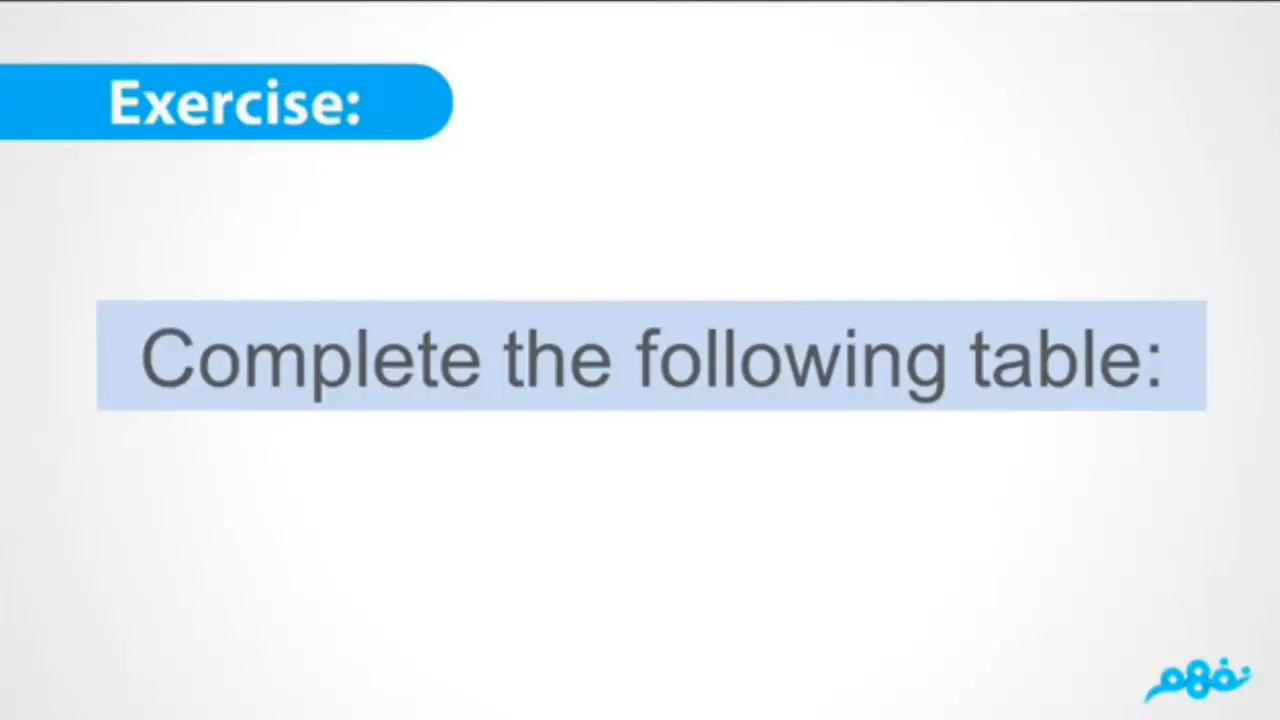 Exercise:
Complete the following table:
نفهم